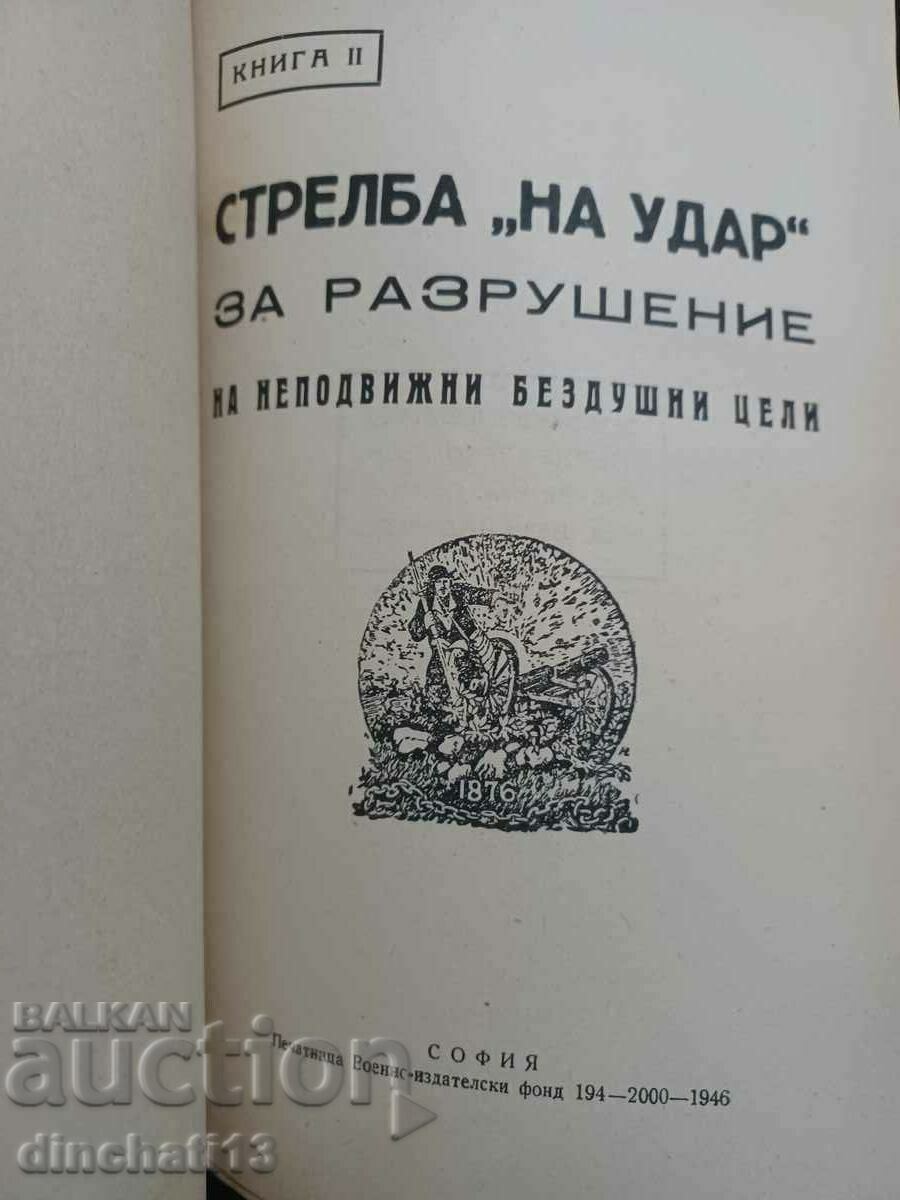 КНИГА II
СТРЕЛБА „НА УДАР“
ЗА РАЗРУШЕНИЕ
НА НЕПОДВИЖНИ БЕЗДУШНИ ЦЕЛИ
1876
СОФИЯ
Печатница Военно-издателски фонд 194—2000—1946
BALKAN
auction
dinchati13